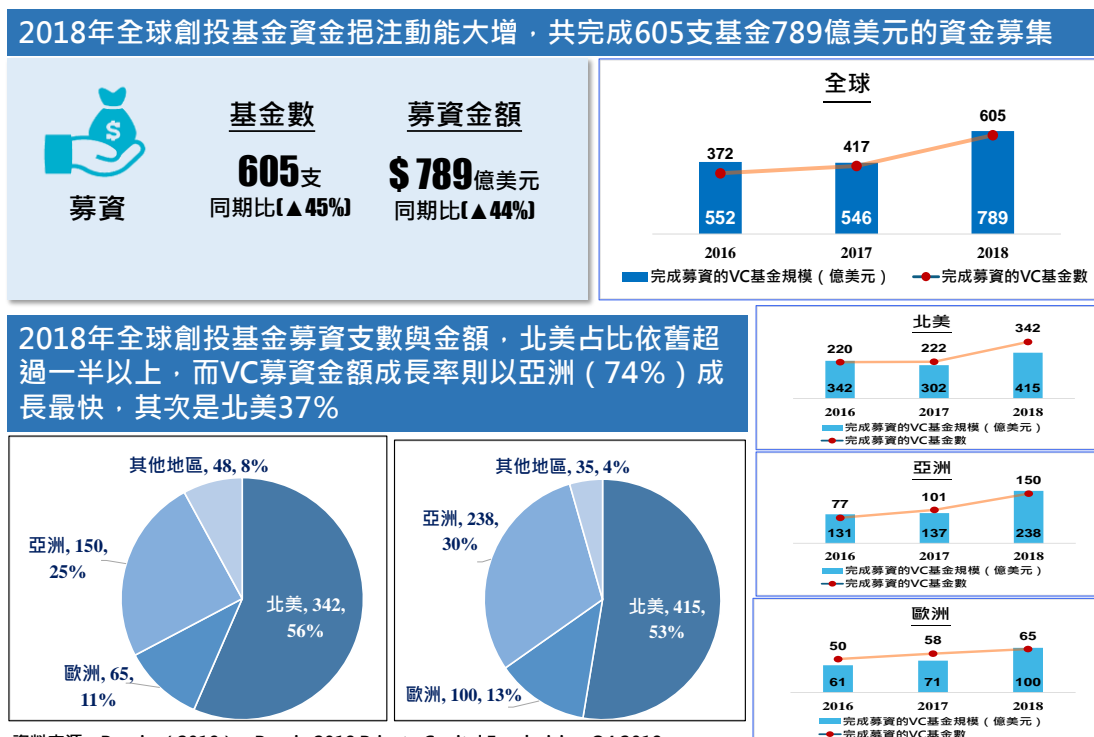 2018年全球創投基金資金挹注動能大增，共完成605支基金789億美元的資金募集
$
募資
基金數
605支
同期比(▲45%)
募資金額
$ 789億美元
同期比(▲44%)
全球
372
417
605
552
546
789
2016
2017
2018
完成募資的VC基金規模（億美元）
完成募資的VC基金數
2018年全球創投基金募資支數與金額，北美占比依舊超
過一半以上，而VC募資金額成長率則以亞洲（74%）成
長最快，其次是北美37%
其他地區, 48, 8%
亞洲, 150,
25%
北美, 342,
56%
歐洲, 65,
11%
其他地區, 35, 4%
亞洲, 238,
30%
北美, 415,
53%
歐洲, 100, 13%
北美
220
222
342
342
302
415
2016
2017
2018
完成募資的VC基金規模（億美元）
完成募資的VC基金數
亞洲
77
101
150
131
137
238
2016
2017
2018
完成募資的VC基金規模（億美元）
完成募資的VC基金數
歐洲
50
58
65
61
71
100
2016
2017
2018
完成募資的VC基金規模（億美元）
完成募資的VC基金數